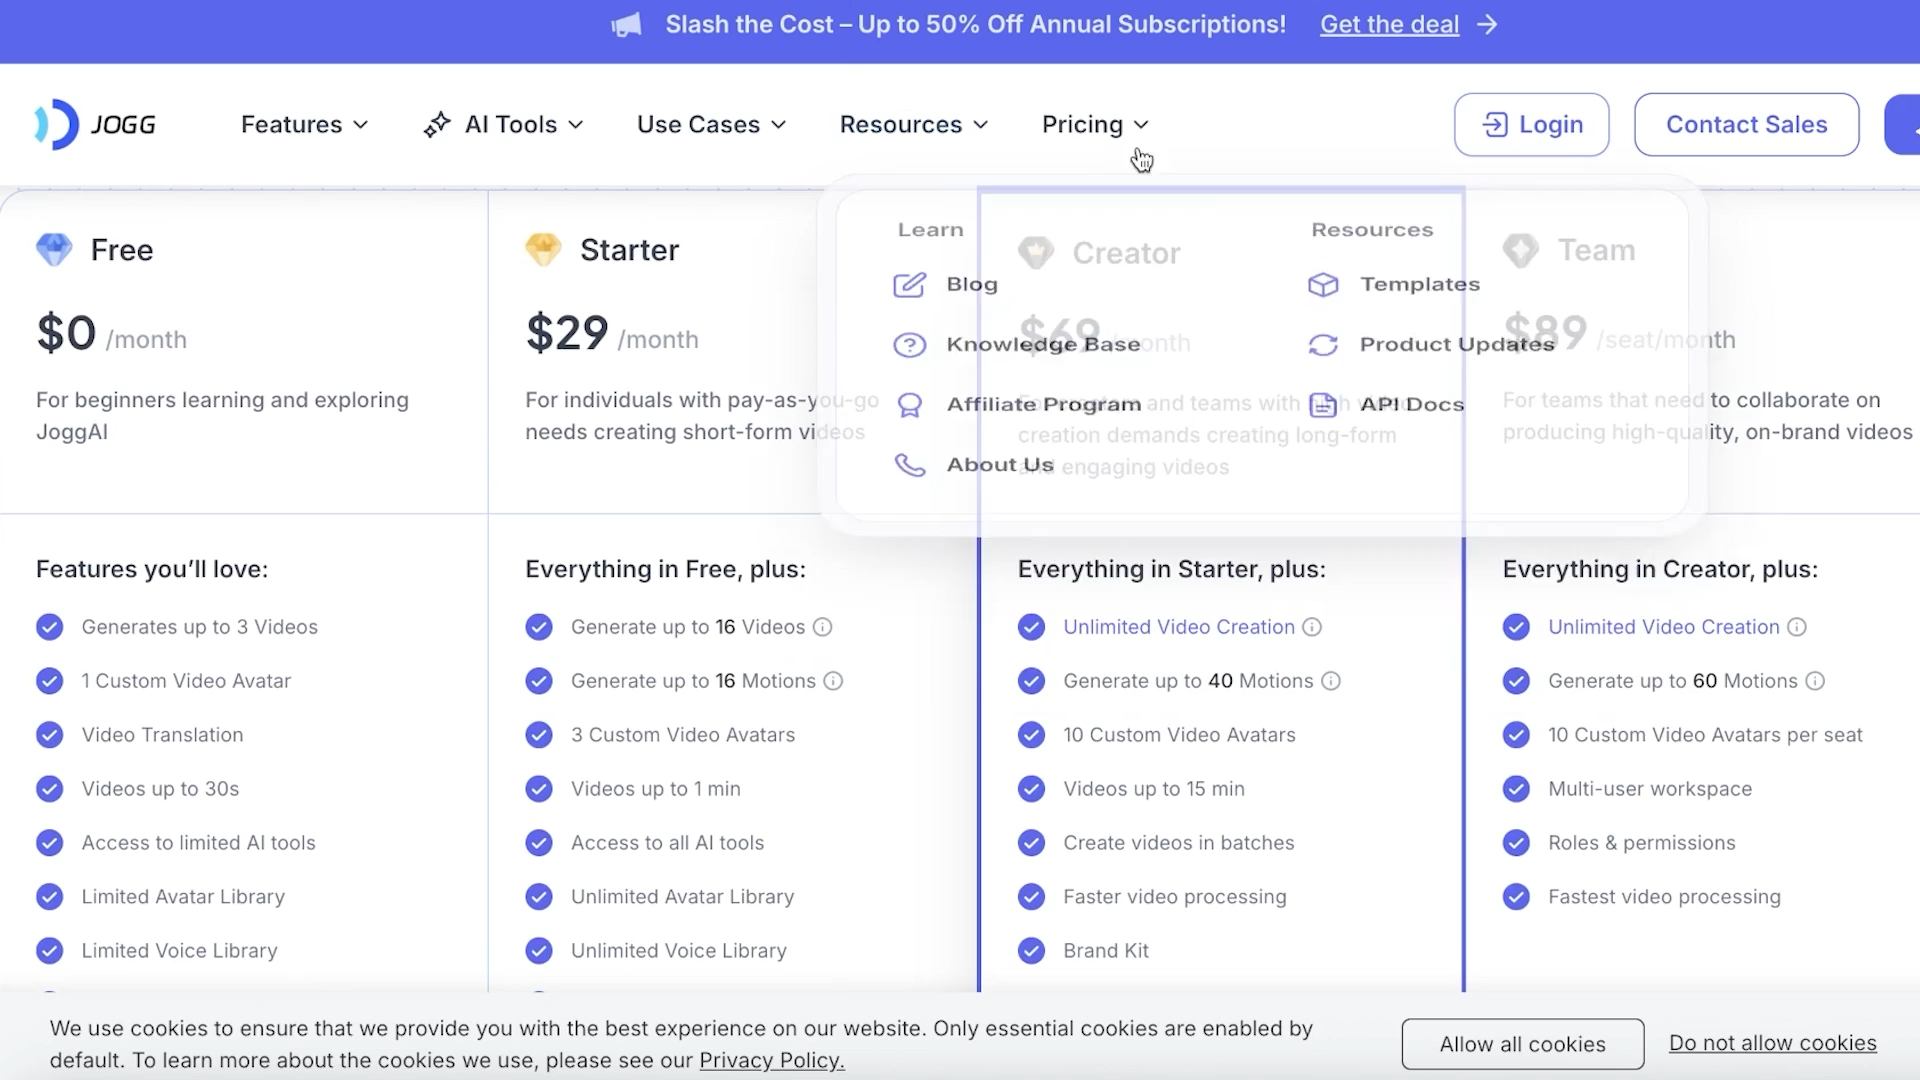 Slash the Cost – Up to 50% Off Annual Subscriptions! Get the deal
JOGG Features AI Tools Use Cases Resources Pricing Login Contact Sales
Learn
Blog
Knowledge Base
Affiliate Program
About Us
Resources
Templates
Product Updates
API Docs
Free
$0 /month
For beginners learning and exploring
JoggAI
Features you’ll love:
Generates up to 3 Videos
1 Custom Video Avatar
Video Translation
Videos up to 30s
Access to limited AI tools
Limited Avatar Library
Limited Voice Library
Starter
$29 /month
For individuals with pay-as-you-go
needs creating short-form videos
Everything in Free, plus:
Generate up to 16 Videos
Generate up to 16 Motions
3 Custom Video Avatars
Videos up to 1 min
Access to all AI tools
Unlimited Avatar Library
Unlimited Voice Library
Creator
$69 /month
and teams with high
creation demands creating long-form
and engaging videos
Everything in Starter, plus:
Unlimited Video Creation
Generate up to 40 Motions
10 Custom Video Avatars
Videos up to 15 min
Create videos in batches
Faster video processing
Brand Kit
Team
$89 /seat/month
For teams that need to collaborate on
producing high-quality, on-brand videos
Everything in Creator, plus:
Unlimited Video Creation
Generate up to 60 Motions
10 Custom Video Avatars per seat
Multi-user workspace
Roles & permissions
Fastest video processing
We use cookies to ensure that we provide you with the best experience on our website. Only essential cookies are enabled by
default. To learn more about the cookies we use, please see our Privacy Policy.
Allow all cookies
Do not allow cookies